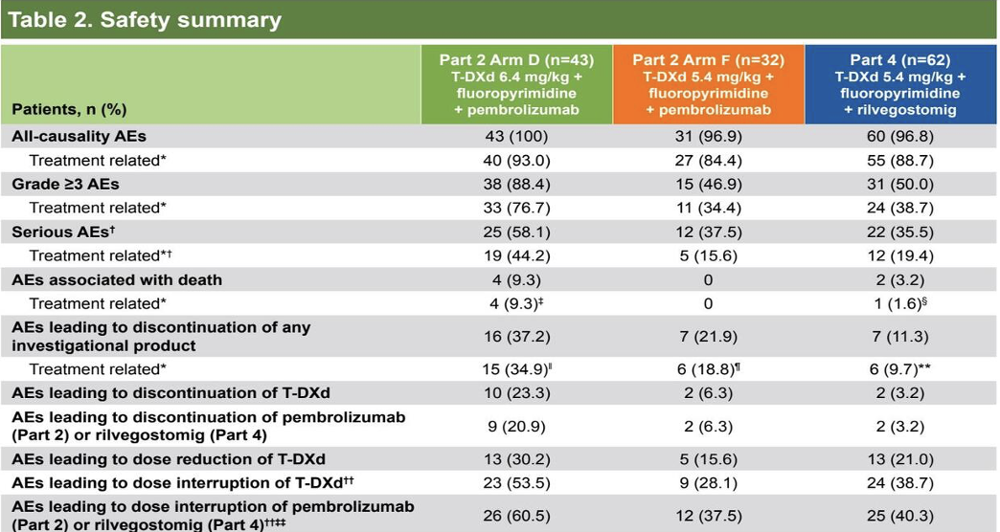 Table 2. Safety summary
Patients, n (%)
Part 2 Arm D (n=43)
T-DXd 6.4 mg/kg +
fluoropyrimidine
+ pembrolizumab
Part 2 Arm F (n=32)
T-DXd 5.4 mg/kg +
fluoropyrimidine
+ pembrolizumab
Part 4 (n=62)
T-DXd 5.4 mg/kg +
fluoropyrimidine
+ rilvegostomig
All-causality AEs 43 (100) 31 (96.9) 60 (96.8)
Treatment related* 40 (93.0) 27 (84.4) 55 (88.7)
Grade ≥3 AEs 38 (88.4) 15 (46.9) 31 (50.0)
Treatment related* 33 (76.7) 11 (34.4) 24 (38.7)
Serious AEs† 25 (58.1) 12 (37.5) 22 (35.5)
Treatment related*† 19 (44.2) 5 (15.6) 12 (19.4)
AEs associated with death 4 (9.3) 0 2 (3.2)
Treatment related* 4 (9.3)‡ 0 1 (1.6)§
AEs leading to discontinuation of any
investigational product 16 (37.2) 7 (21.9) 7 (11.3)
Treatment related* 15 (34.9)‖ 6 (18.8)¶ 6 (9.7)**
AEs leading to discontinuation of T-DXd 10 (23.3) 2 (6.3) 2 (3.2)
AEs leading to discontinuation of pembrolizumab
(Part 2) or rilvegostomig (Part 4) 9 (20.9) 2 (6.3) 2 (3.2)
AEs leading to dose reduction of T-DXd 13 (30.2) 5 (15.6) 13 (21.0)
AEs leading to dose interruption of T-DXd†† 23 (53.5) 9 (28.1) 24 (38.7)
AEs leading to dose interruption of pembrolizumab
(Part 2) or rilvegostomig (Part 4)††‡‡ 26 (60.5) 12 (37.5) 25 (40.3)